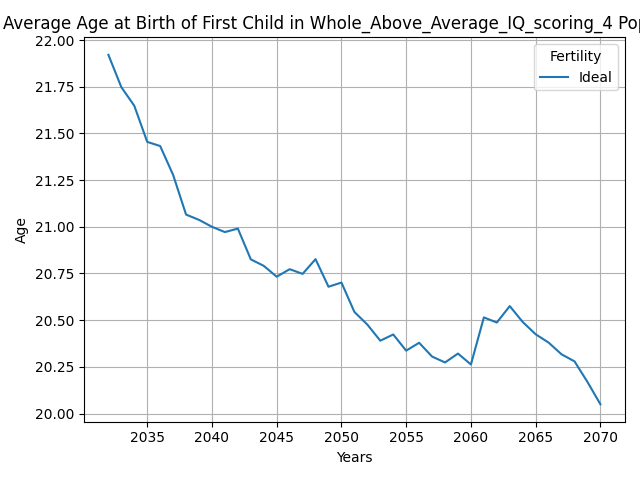 Average Age at Birth of First Child in Whole_Above_Average_IQ_scoring_4 Po
Fertility
Ideal
22.00
21.75
21.50
21.25
21.00
20.75
20.50
20.25
20.00
Age
2035 2040 2045 2050 2055 2060 2065 2070
Years